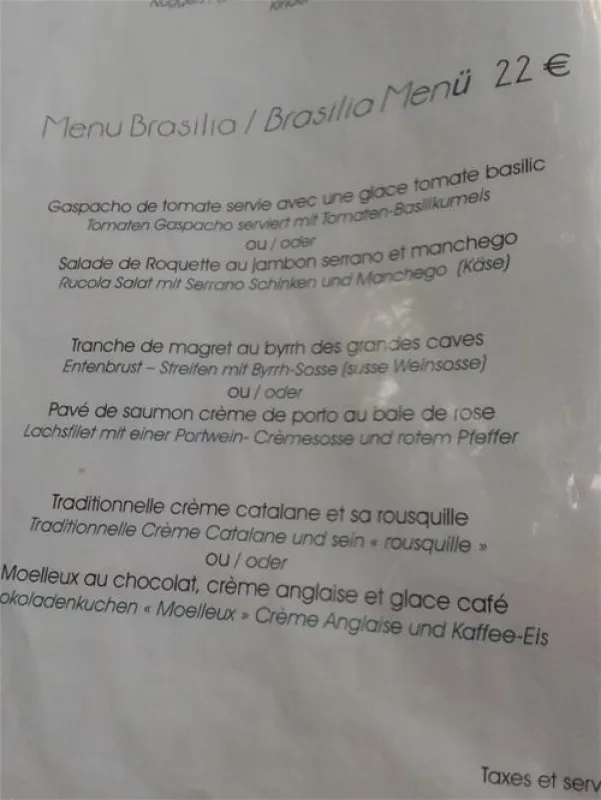 Menu Brasilia / Brasilia Menü 22 €
Gaspacho de tomate servie avec une glace tomate basilic
Tomaten Gaspacho serviert mit Tomaten-Basilikumeis
ou / oder
Salade de Roquette au jambon serrano et manchego
Rucola Salat mit Serrano Schinken und Manchego (Käse)
Tranche de magret au byrrh des grandes caves
Entenbrust – Streifen mit Byrrh-Sosse (susse Weinsosse)
ou / oder
Pavé de saumon crème de porto au baie de rose
Lachsfilet mit einer Portwein- Crèmesosse und rotem Pfeffer
Traditionnelle crème catalane et sa rousquille
Traditionnelle Crème Catalane und sein « rousquille »
ou / oder
Moelleux au chocolat, crème anglaise et glace café
okoladenkuchen « Moelleux » Crème Anglaise und Kaffee-Eis
Taxes et serv